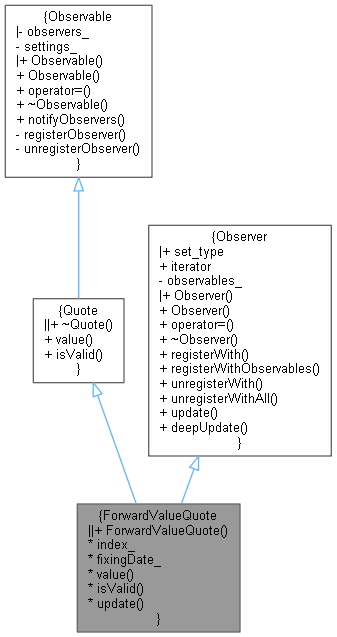 {Observable
|- observers_
- settings_
|+ Observable()
+ Observable()
+ operator=()
+ ~Observable()
+ notifyObservers()
- registerObserver()
- unregisterObserver()
}
{Observer
|+ set_type
+ iterator
- observables_
|+ Observer()
+ Observer()
+ operator=()
+ ~Observer()
+ registerWith()
+ registerWithObservables()
+ unregisterWith()
+ unregisterWithAll()
+ update()
+ deepUpdate()
}
{Quote
||+ ~Quote()
+ value()
+ isValid()
}
{ForwardValueQuote
||+ ForwardValueQuote()
* index_
* fixingDate_
* value()
* isValid()
* update()
}